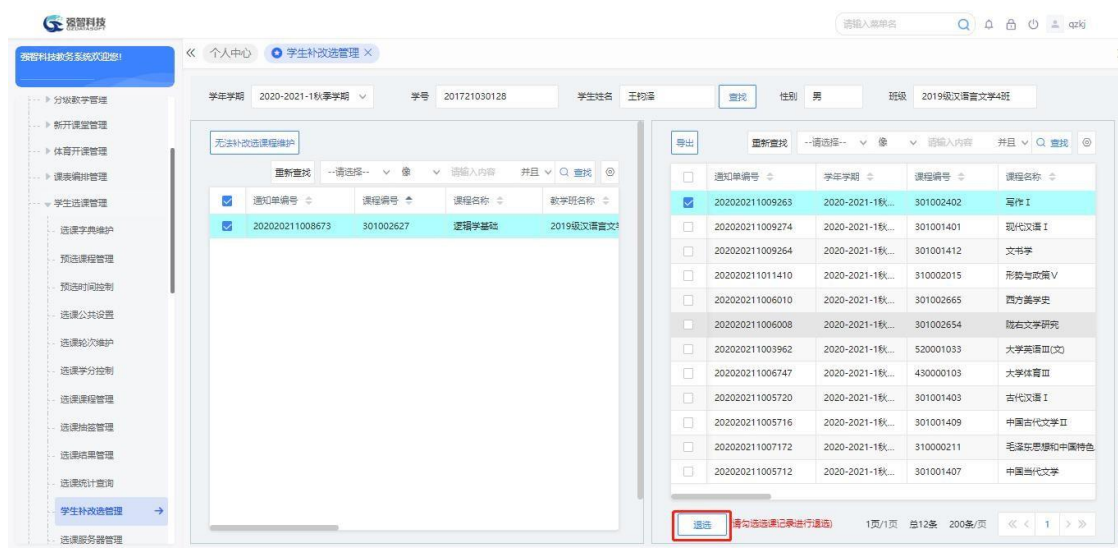 强智科技
QZDATASOFT
请输入菜单名
qzkj
强智科技教务系统欢迎您!
个人中心
学生补改选管理
分级教学管理
新开课堂管理
体育开课管理
课表编排管理
学生选课管理
选课字典维护
预选课程管理
预选时间控制
选课公共设置
选课轮次维护
选课学分控制
选课课程管理
选课抽签管理
选课结果管理
选课统计查询
学生补改选管理
选课服务器管理
学年学期 2020-2021-1秋季学期 学号 201721030128 学生姓名 王钧泽 查找 性别 男 班级 2019级汉语言文学4班
无法补改选课程维护
重新查找 --请选择-- 像 请输入内容 并且 查找
通知单编号 课程编号 课程名称 教学班名称
202020211008673 301002627 逻辑学基础 2019级汉语言文学
导出 重新查找 --请选择-- 像 请输入内容 并且 查找
通知单编号 学年学期 课程编号 课程名称
202020211009263 2020-2021-1秋... 301002402 写作 I
202020211009274 2020-2021-1秋... 301001401 现代汉语 I
202020211009264 2020-2021-1秋... 301001412 文书学
202020211011410 2020-2021-1秋... 310002015 形势与政策Ⅴ
202020211006010 2020-2021-1秋... 301002665 西方美学史
202020211006008 2020-2021-1秋... 301002654 陇右文学研究
202020211003962 2020-2021-1秋... 520001033 大学英语Ⅲ(文)
202020211006747 2020-2021-1秋... 430000103 大学体育Ⅲ
202020211005720 2020-2021-1秋... 301001403 古代汉语 I
202020211005716 2020-2021-1秋... 301001409 中国古代文学Ⅱ
202020211007172 2020-2021-1秋... 310000211 毛泽东思想和中国特色
202020211005712 2020-2021-1秋... 301001407 中国当代文学
退选 请勾选选课记录进行退选) 1页/1页 总12条 200条/页 1